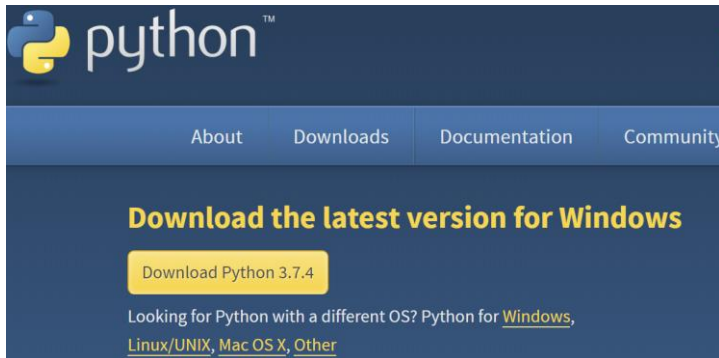 python™
About Downloads Documentation Community
Download the latest version for Windows
Download Python 3.7.4
Looking for Python with a different OS? Python for Windows,
Linux/UNIX, Mac OS X, Other